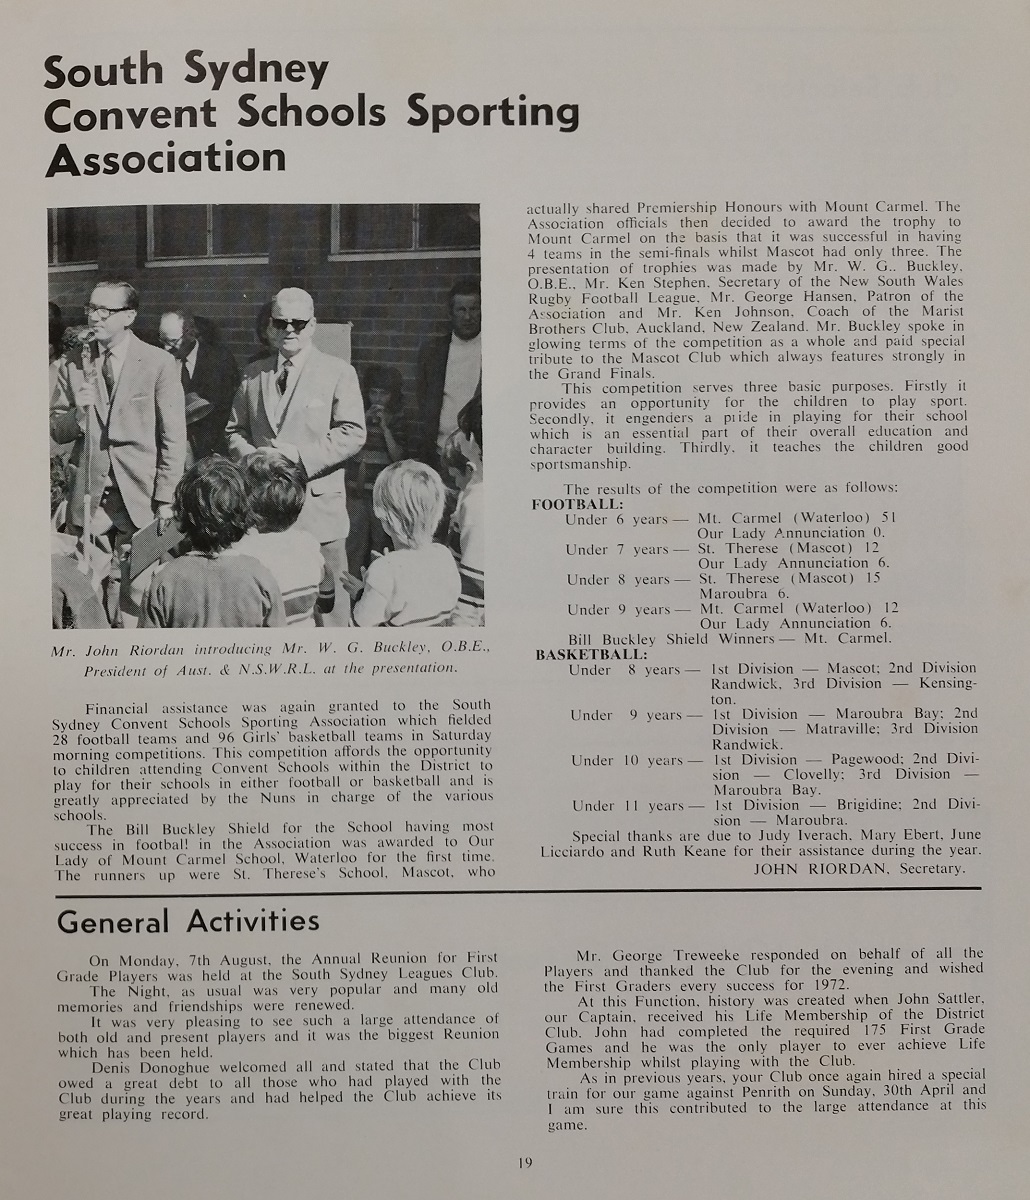 South Sydney
Convent Schools Sporting
Association
Mr. John Riordan introducing Mr. W. G. Buckley, O.B.E.,
President of Aust. & N.S.W.R.L. at the presentation.
Financial assistance was again granted to the South
Sydney Convent Schools Sporting Association which fielded
28 football teams and 96 Girls' basketball teams in Saturday
morning competitions. This competition affords the opportunity
to children attending Convent Schools within the District to
play for their schools in either football or basketball and is
greatly appreciated by the Nuns in charge of the various
schools.
The Bill Buckley Shield for the School having most
success in football in the Association was awarded to Our
Lady of Mount Carmel School, Waterloo for the first time.
The runners up were St. Therese's School, Mascot, who
actually shared Premiership Honours with Mount Carmel. The
Association officials then decided to award the trophy to
Mount Carmel on the basis that it was successful in having
4 teams in the semi-finals whilst Mascot had only three. The
presentation of trophies was made by Mr. W. G.. Buckley,
O.B.E., Mr. Ken Stephen, Secretary of the New South Wales
Rugby Football League, Mr. George Hansen, Patron of the
Association and Mr. Ken Johnson, Coach of the Marist
Brothers Club, Auckland, New Zealand. Mr. Buckley spoke in
glowing terms of the competition as a whole and paid special
tribute to the Mascot Club which always features strongly in
the Grand Finals.
This competition serves three basic purposes. Firstly it
provides an opportunity for the children to play sport.
Secondly, it engenders a pride in playing for their school
which is an essential part of their overall education and
character building. Thirdly, it teaches the children good
sportsmanship.
The results of the competition were as follows:
FOOTBALL:
Under 6 years — Mt. Carmel (Waterloo) 51
Our Lady Annunciation 0.
Under 7 years — St. Therese (Mascot) 12
Our Lady Annunciation 6.
Under 8 years — St. Therese (Mascot) 15
Maroubra 6.
Under 9 years — Mt. Carmel (Waterloo) 12
Our Lady Annunciation 6.
Bill Buckley Shield Winners — Mt. Carmel.
BASKETBALL:
Under 8 years — 1st Division — Mascot; 2nd Division
Randwick, 3rd Division — Kensing-
ton.
Under 9 years — 1st Division — Maroubra Bay; 2nd
Division — Matraville; 3rd Division
Randwick.
Under 10 years — 1st Division — Pagewood; 2nd Divi-
sion — Clovelly; 3rd Division —
Maroubra Bay.
Under 11 years — 1st Division — Brigidine; 2nd Divi-
sion — Maroubra.
Special thanks are due to Judy Iverach, Mary Ebert, June
Licciardo and Ruth Keane for their assistance during the year.
JOHN RIORDAN, Secretary.
General Activities
On Monday, 7th August, the Annual Reunion for First
Grade Players was held at the South Sydney Leagues Club.
The Night, as usual was very popular and many old
memories and friendships were renewed.
It was very pleasing to see such a large attendance of
both old and present players and it was the biggest Reunion
which has been held.
Denis Donoghue welcomed all and stated that the Club
owed a great debt to all those who had played with the
Club during the years and had helped the Club achieve its
great playing record.
Mr. George Treweeke responded on behalf of all the
Players and thanked the Club for the evening and wished
the First Graders every success for 1972.
At this Function, history was created when John Sattler,
our Captain, received his Life Membership of the District
Club. John had completed the required 175 First Grade
Games and he was the only player to ever achieve Life
Membership whilst playing with the Club.
As in previous years, your Club once again hired a special
train for our game against Penrith on Sunday, 30th April and
I am sure this contributed to the large attendance at this
game.
19